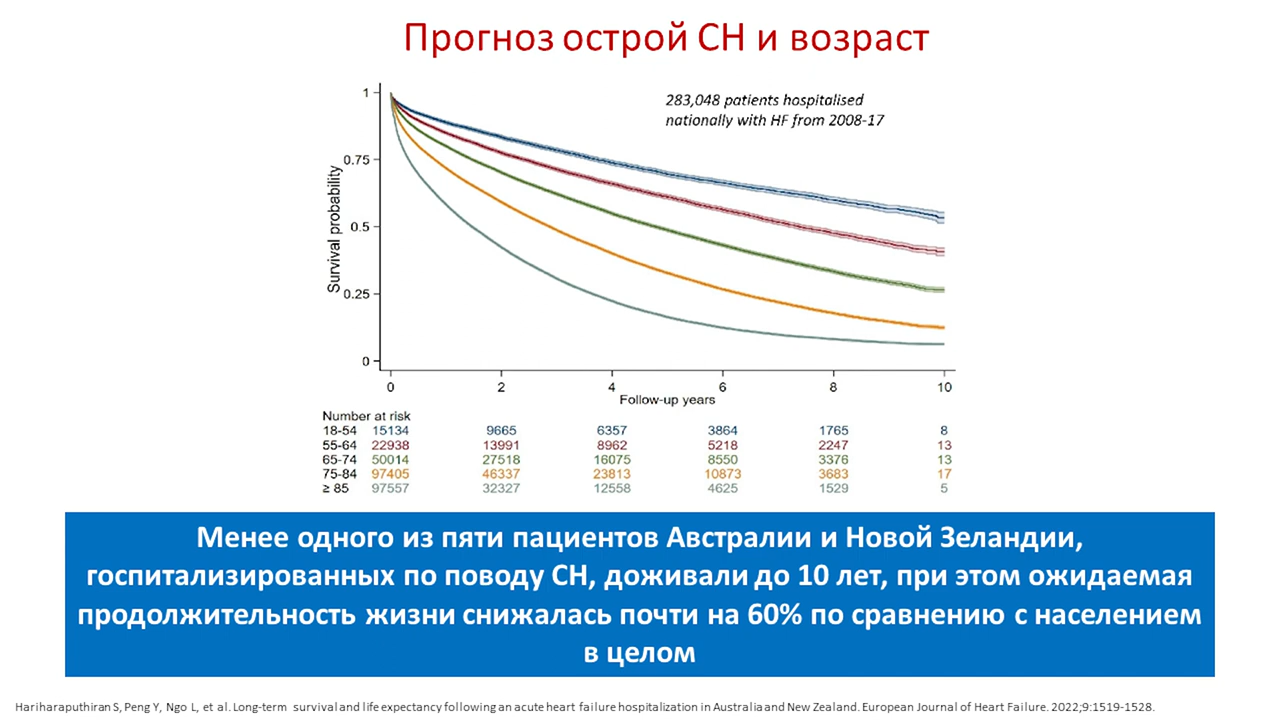 Прогноз острой СН и возраст
283,048 patients hospitalised
nationally with HF from 2008-17
Survival probability
1
0.75
0.5
0.25
0
0 2 4 6 8 10
Follow-up years
Number at risk
18-54 15134 9665 6357 3864 1765 8
55-64 22938 13991 8962 5218 2247 13
65-74 50014 27518 16075 8550 3376 13
75-84 97405 46337 23813 10873 3683 17
≥ 85 97557 32327 12558 4625 1529 5
Менее одного из пяти пациентов Австралии и Новой Зеландии,
госпитализированных по поводу СН, доживали до 10 лет, при этом ожидаемая
продолжительность жизни снижалась почти на 60% по сравнению с населением
в целом
Hariharaputhiran S, Peng Y, Ngo L, et al. Long-term survival and life expectancy following an acute heart failure hospitalization in Australia and New Zealand. European Journal of Heart Failure. 2022;9:1519-1528.